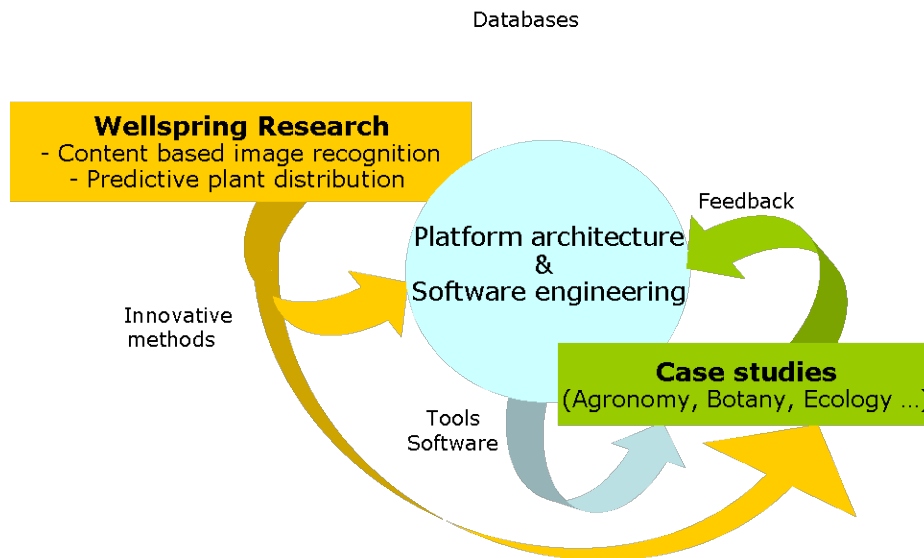 Databases
Wellspring Research
- Content based image recognition
- Predictive plant distribution
Feedback
Platform architecture
&
Software engineering
Innovative
methods
Case studies
(Agronomy, Botany, Ecology ...)
Tools
Software